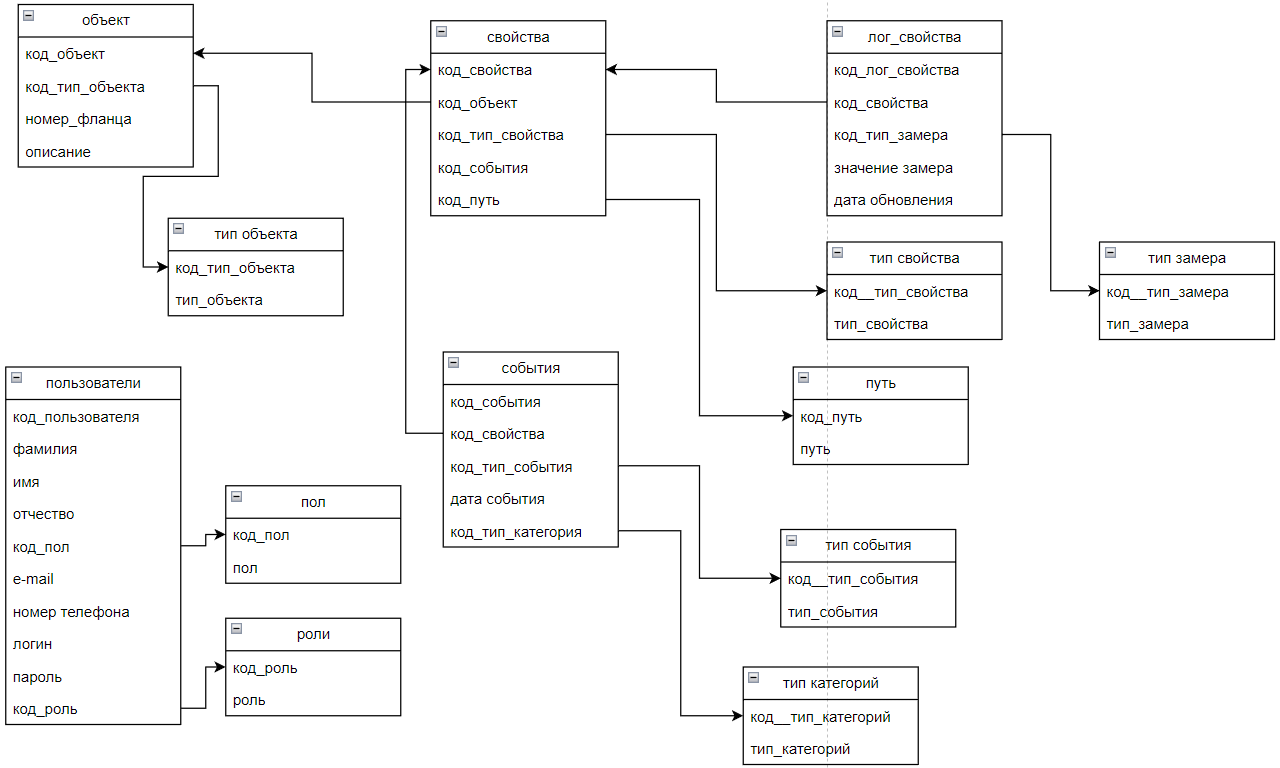 объект
код_объект
код_тип_объекта
номер_фланца
описание
свойства
код_свойства
код_объект
код_тип_свойства
код_события
код_путь
лог_свойства
код_лог_свойства
код_свойства
код_тип_замера
значение замера
дата обновления
тип объекта
код_тип_объекта
тип_объекта
тип свойства
код__тип_свойства
тип_свойства
тип замера
код__тип_замера
тип_замера
пользователи
код_пользователя
фамилия
имя
отчество
код_пол
e-mail
номер телефона
логин
пароль
код_роль
события
код_события
код_свойства
код_тип_события
дата события
код_тип_категория
путь
код_путь
путь
пол
код_пол
пол
тип события
код__тип_события
тип_события
роли
код_роль
роль
тип категорий
код__тип_категорий
тип_категорий